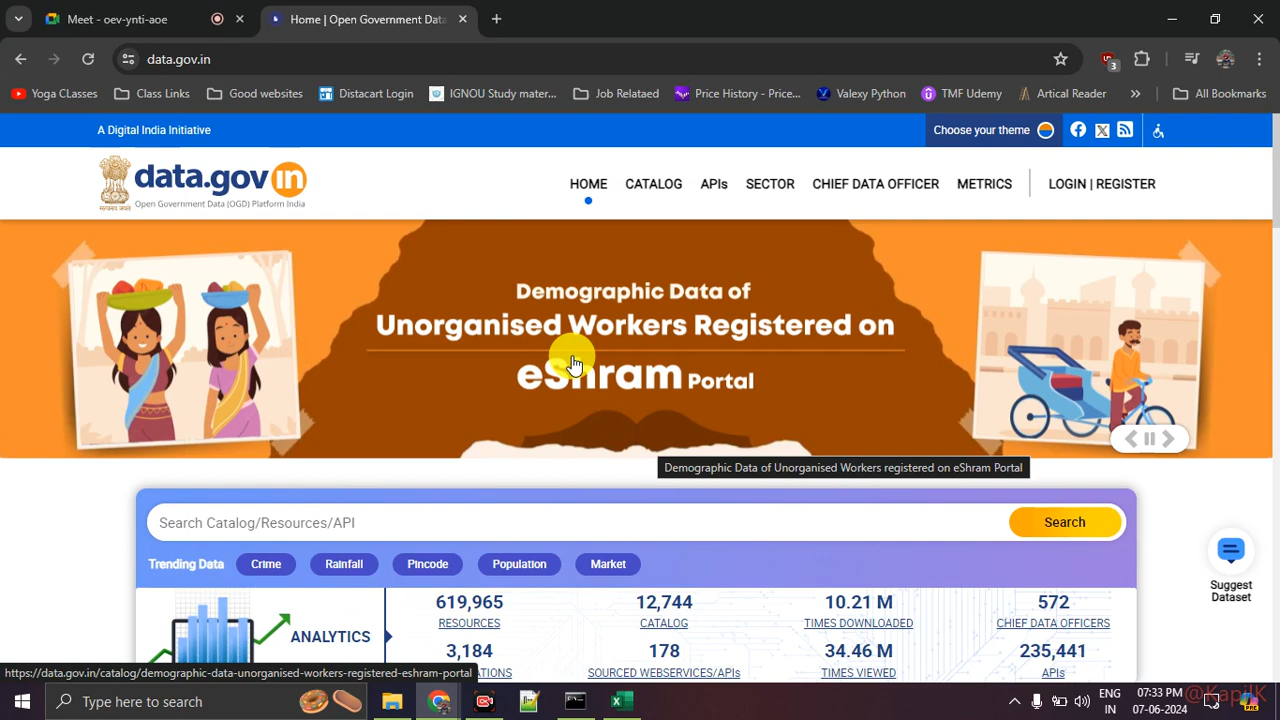 Meet - oev-ynti-aoe
Home | Open Government Data
data.gov.in
3
Yoga CLasses
Class Links
Good websites
Distacart Login
IGNOU Study mater...
Job Relataed
Price History - Price...
Valexy Python
TMF Udemy
Artical Reader
All Bookmarks
A Digital India Initiative
Choose your theme
data.gov in
Open Government Data (OGD) Platform India
HOME
CATALOG
APIs
SECTOR
CHIEF DATA OFFICER
METRICS
LOGIN | REGISTER
Demographic Data of
Unorganised Workers Registered on
eShram Portal
Demographic Data of Unorganised Workers registered on eShram Portal
Search Catalog/Resources/API
Search
Trending Data
Crime
Rainfall
Pincode
Population
Market
Suggest
Dataset
ANALYTICS
619,965
RESOURCES
12,744
CATALOG
10.21 M
TIMES DOWNLOADED
572
CHIEF DATA OFFICERS
3,184
178
SOURCED WEBSERVICES/APIs
34.46 M
TIMES VIEWED
235,441
APIs
https://data.gov.in/catalog/demographic-data-unorganised-workers-registered-eshram-portal
Type here to search
ENG
IN
07:33 PM
07-06-2024
@KapilK